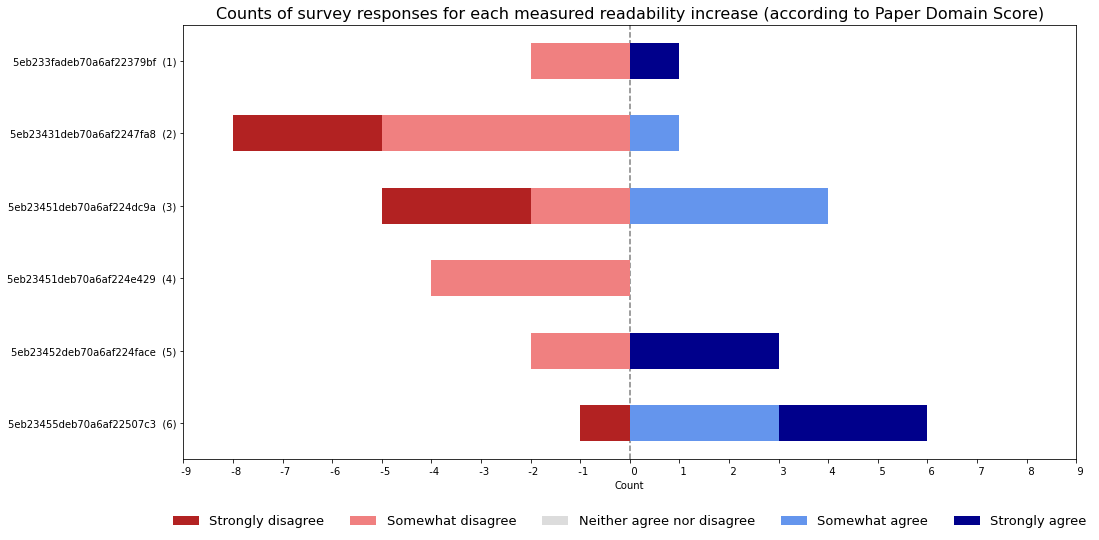 Counts of survey responses for each measured readability increase (according to Paper Domain Score)
5eb233fadeb70a6af22379bf (1)
5eb23431deb70a6af2247fa8 (2)
5eb23451deb70a6af224dc9a (3)
5eb23451deb70a6af224e429 (4)
5eb23452deb70a6af224face (5)
5eb23455deb70a6af22507c3 (6)
-9 -8 -7 -6 -5 -4 -3 -2 -1 0 1 2 3 4 5 6 7 8 9
Count
Strongly disagree Somewhat disagree Neither agree nor disagree Somewhat agree Strongly agree